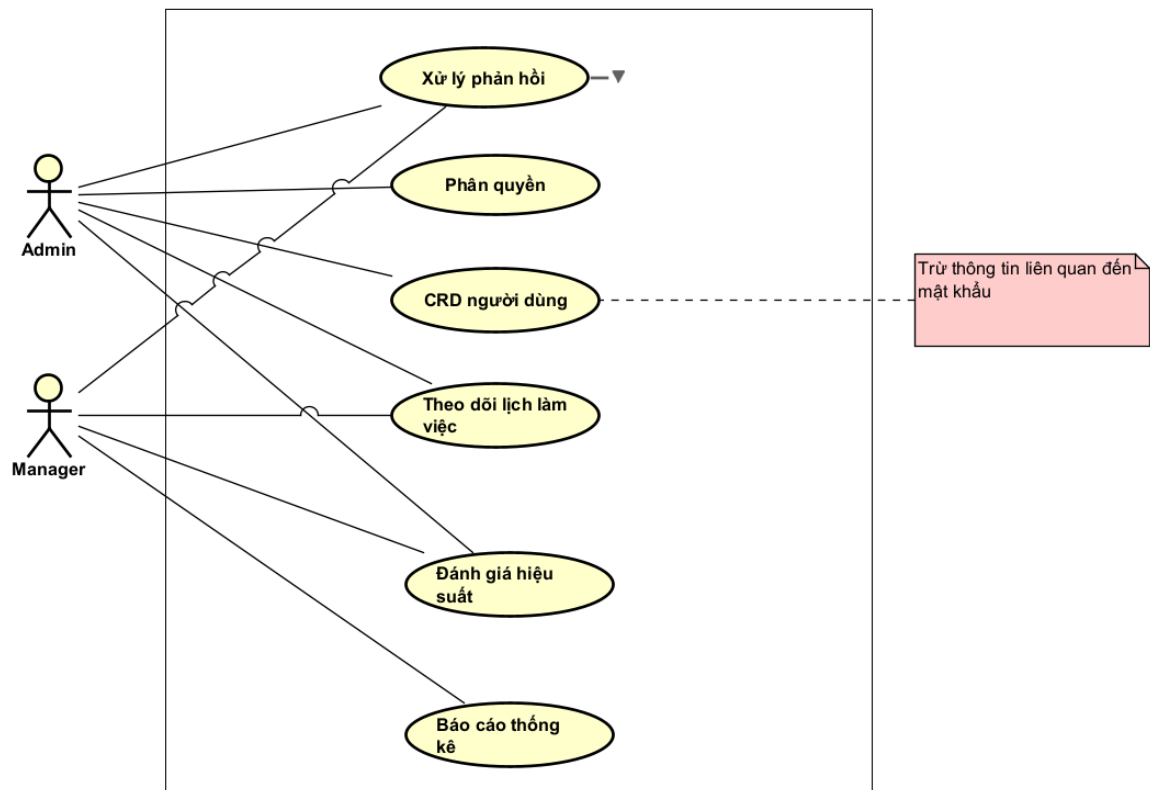 Xử lý phản hồi
Phân quyền
Admin
CRD người dùng
Trừ thông tin liên quan đến
mật khẩu
Theo dõi lịch làm
việc
Manager
Đánh giá hiệu
suất
Báo cáo thống
kê